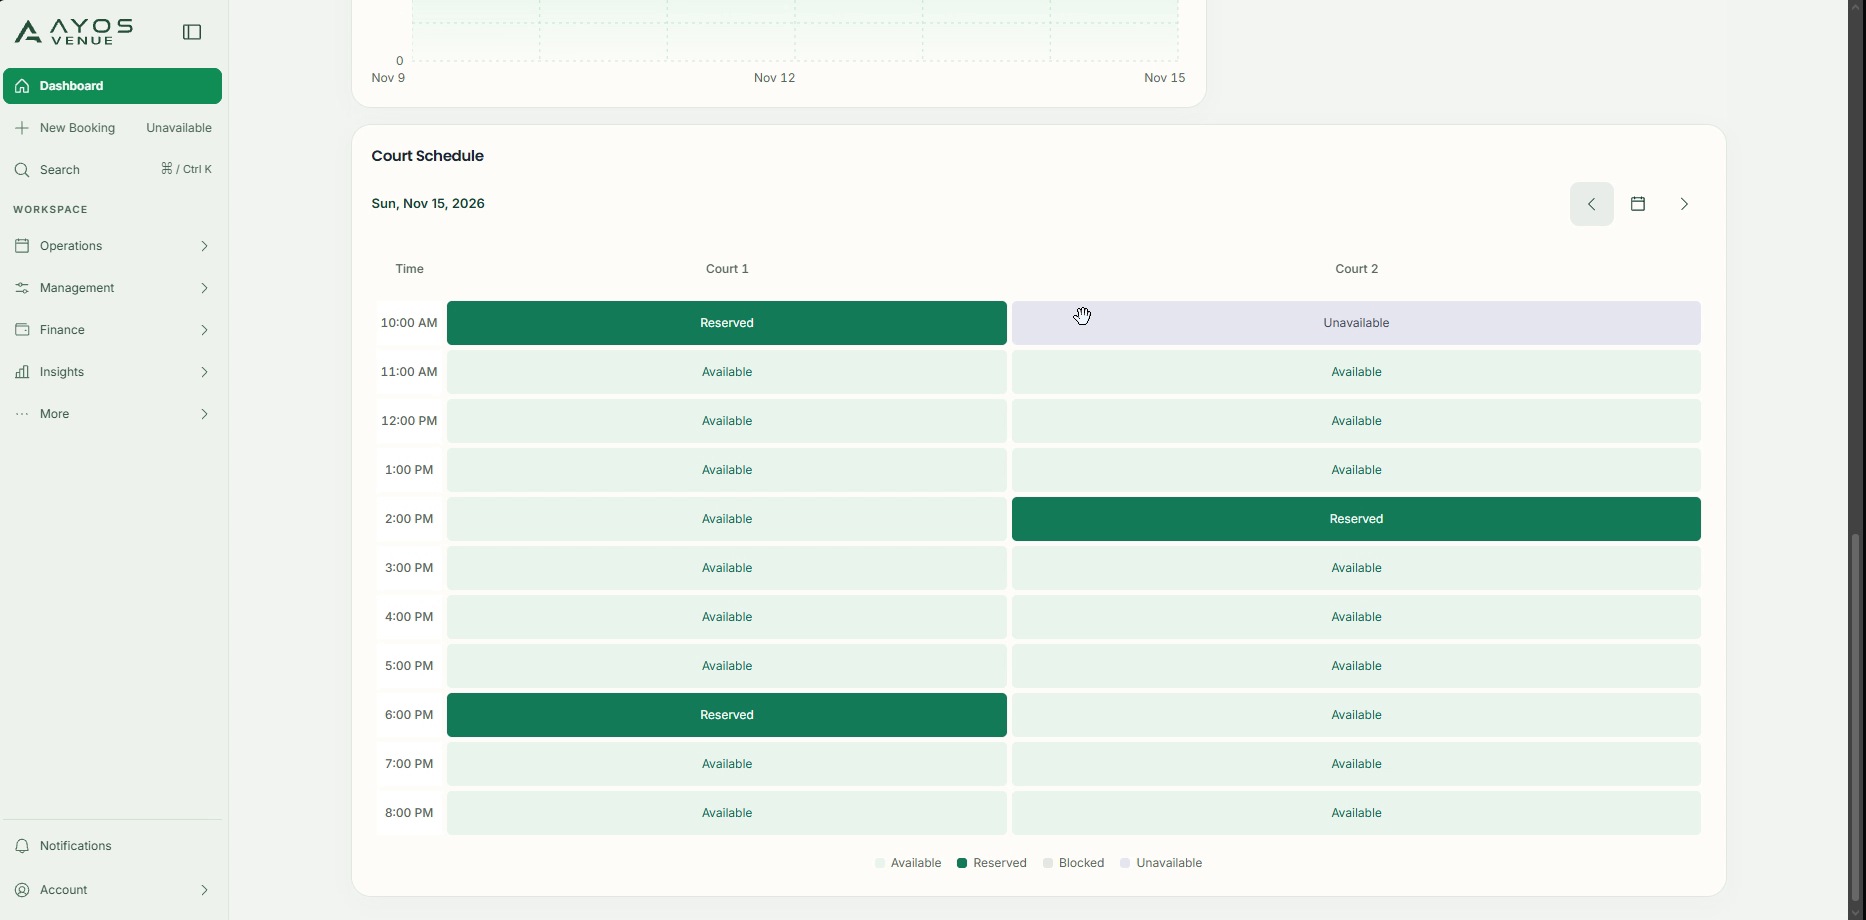 AYOS
VENUE
Dashboard
New Booking Unavailable
Search ⌘ / Ctrl K
WORKSPACE
Operations
Management
Finance
Insights
More
Notifications
Account
0
Nov 9 Nov 12 Nov 15
Court Schedule
Sun, Nov 15, 2026
Time Court 1 Court 2
10:00 AM Reserved Unavailable
11:00 AM Available Available
12:00 PM Available Available
1:00 PM Available Available
2:00 PM Available Reserved
3:00 PM Available Available
4:00 PM Available Available
5:00 PM Available Available
6:00 PM Reserved Available
7:00 PM Available Available
8:00 PM Available Available
Available Reserved Blocked Unavailable